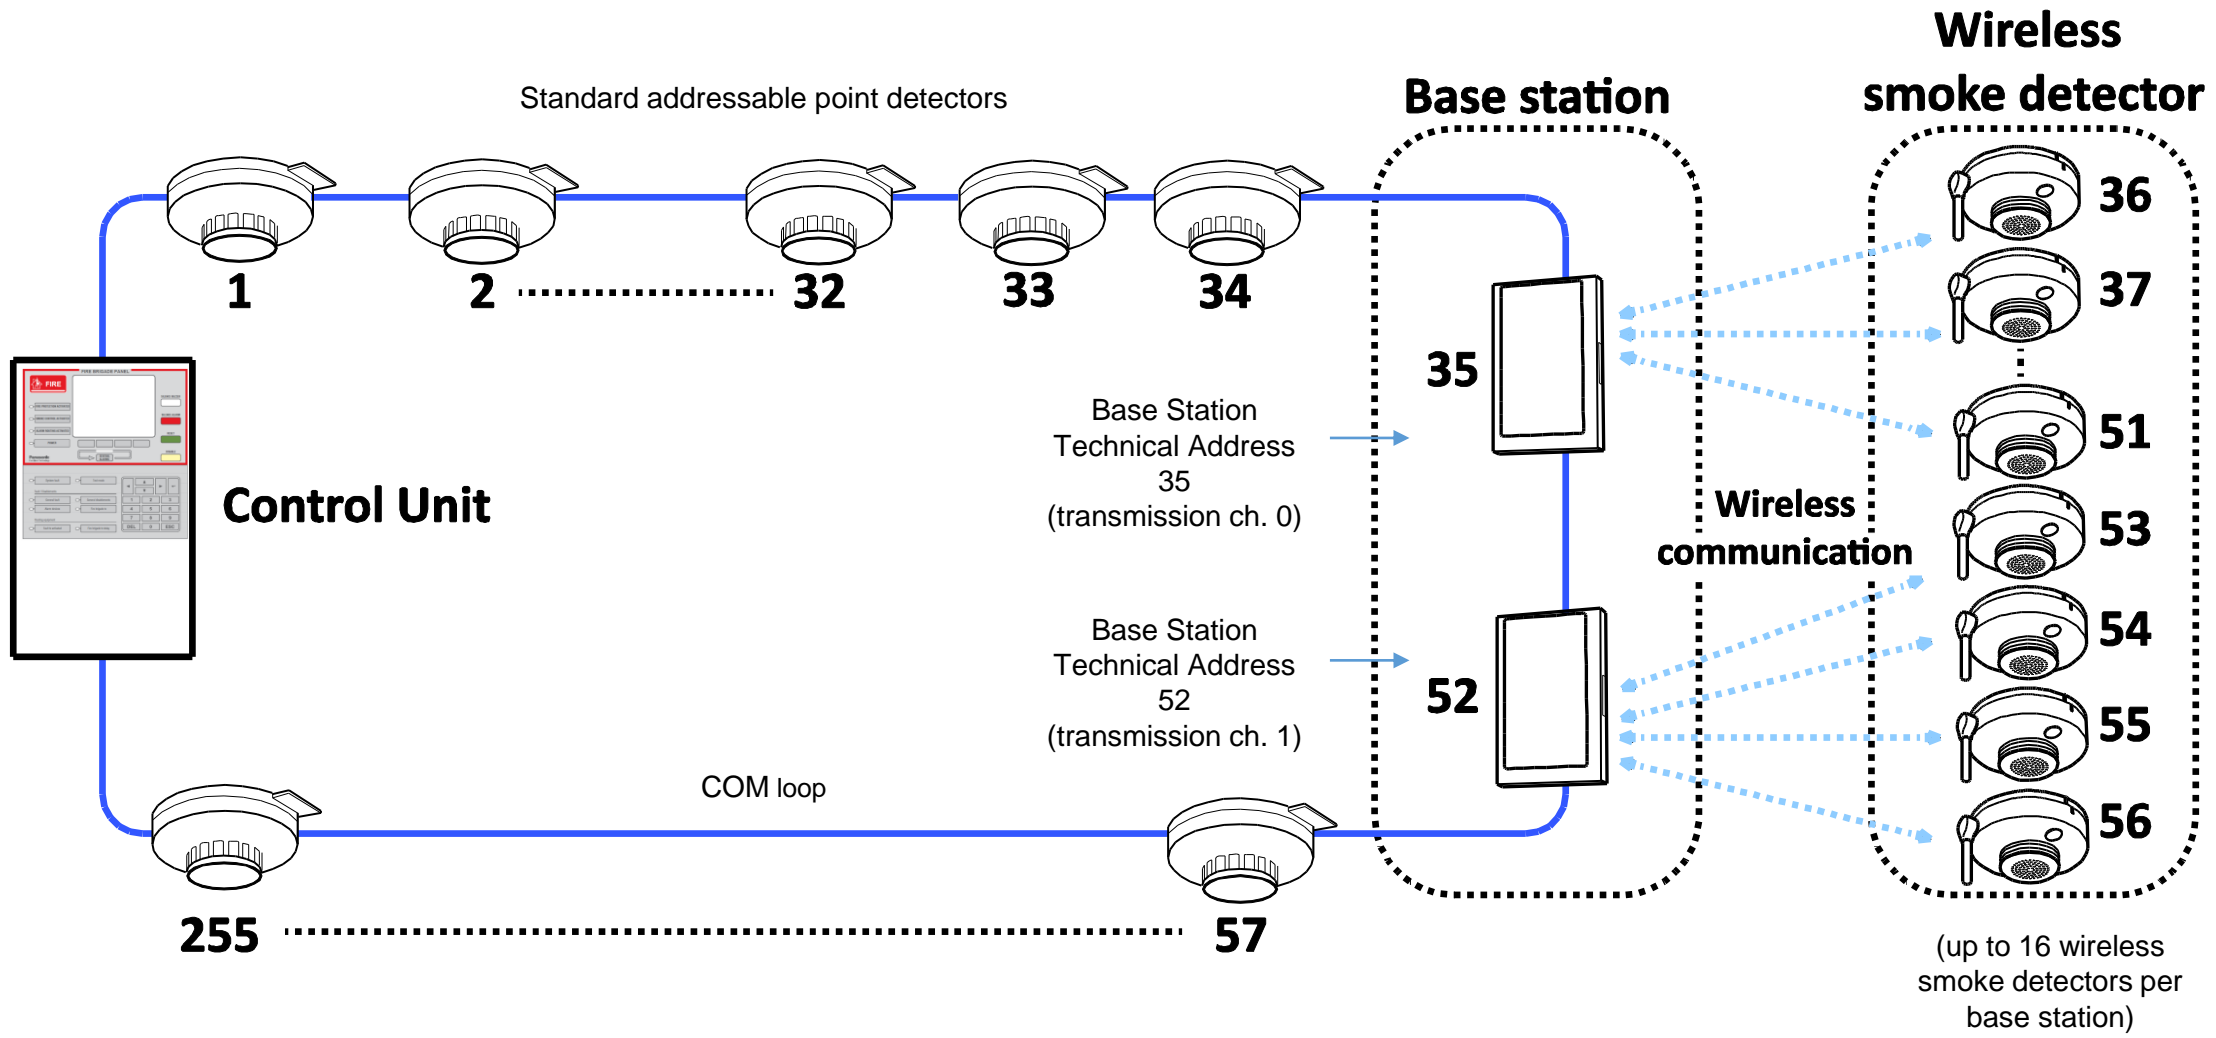 Wireless
smoke detector
Base station
Standard addressable point detectors
1
2
32
33
34
36
37
51
53
54
55
56
35
52
Base Station
Technical Address
35
(transmission ch. 0)
Base Station
Technical Address
52
(transmission ch. 1)
Wireless
communication
Control Unit
FIRE BRIGADE PANEL
FIRE
COM loop
255
57
(up to 16 wireless
smoke detectors per
base station)